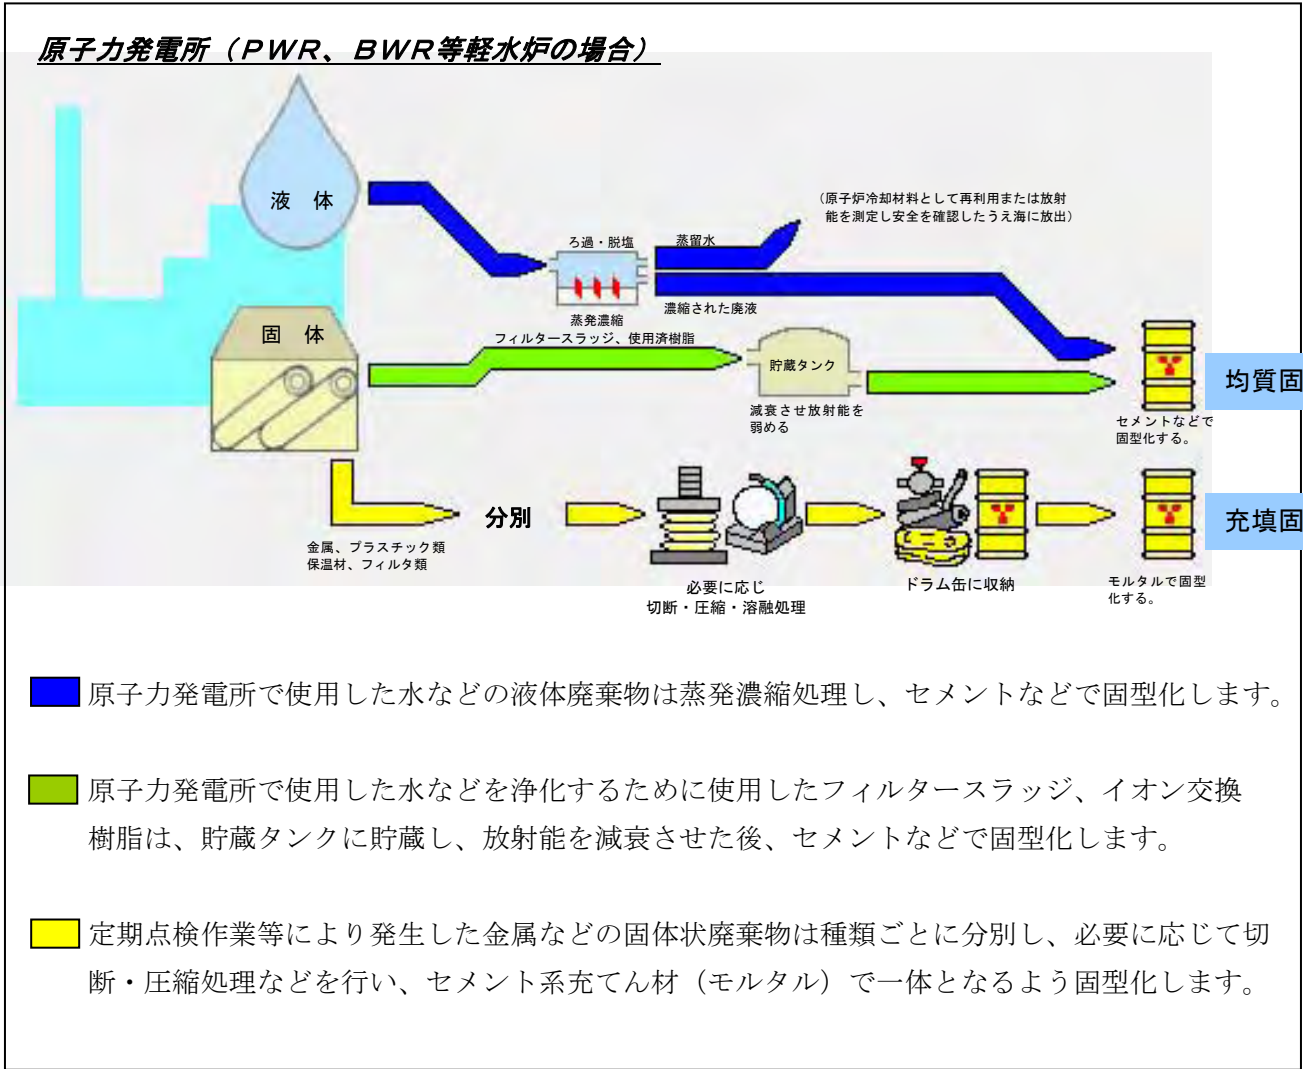 原子力発電所（ＰＷＲ、ＢＷＲ等軽水炉の場合）
液　体
（原子炉冷却材料として再利用または放射
能を測定し安全を確認したうえ海に放出）
ろ過・脱塩
蒸留水
濃縮された廃液
蒸発濃縮
固　体
フィルタースラッジ、使用済樹脂
貯蔵タンク
減衰させ放射能を
弱める
均質固
セメントなどで
固型化する。
分別
金属、プラスチック類
保温材、フィルタ類
必要に応じ
切断・圧縮・溶融処理
ドラム缶に収納
充填固
モルタルで固型
化する。
原子力発電所で使用した水などの液体廃棄物は蒸発濃縮処理し、セメントなどで固型化します。
原子力発電所で使用した水などを浄化するために使用したフィルタースラッジ、イオン交換
樹脂は、貯蔵タンクに貯蔵し、放射能を減衰させた後、セメントなどで固型化します。
定期点検作業等により発生した金属などの固体状廃棄物は種類ごとに分別し、必要に応じて切
断・圧縮処理などを行い、セメント系充てん材（モルタル）で一体となるよう固型化します。